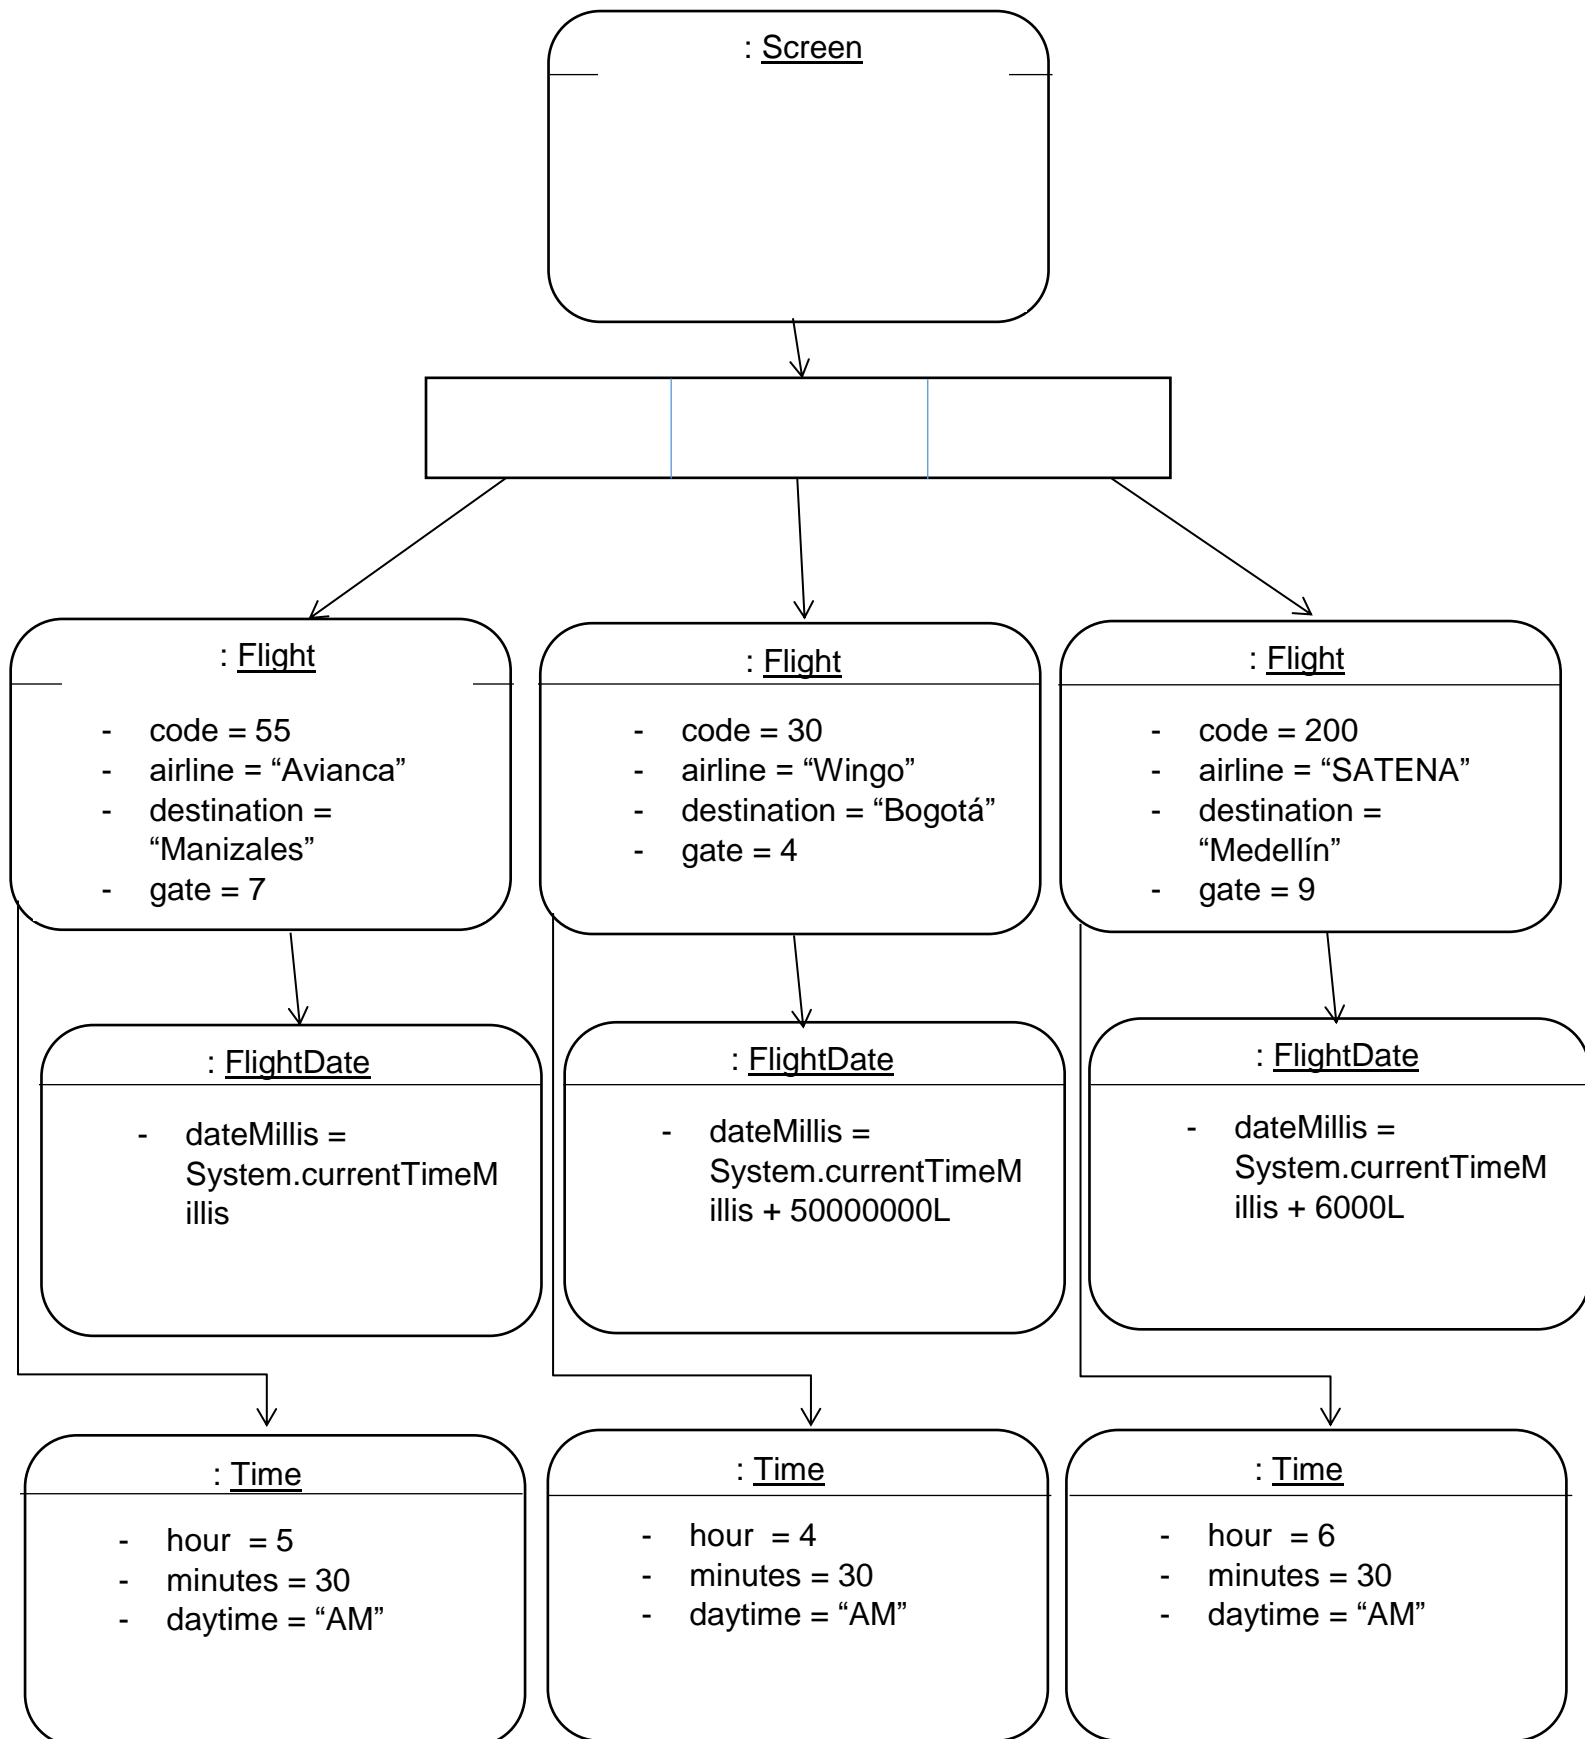 : Screen
: Flight
- code = 55
- airline = “Avianca”
- destination =
“Manizales”
- gate = 7
: Flight
- code = 30
- airline = “Wingo”
- destination = “Bogotá”
- gate = 4
: Flight
- code = 200
- airline = “SATENA”
- destination =
“Medellín”
- gate = 9
: FlightDate
- dateMillis =
System.currentTimeM
illis
: FlightDate
- dateMillis =
System.currentTimeM
illis + 50000000L
: FlightDate
- dateMillis =
System.currentTimeM
illis + 6000L
: Time
- hour  = 5
- minutes = 30
- daytime = “AM”
: Time
- hour  = 4
- minutes = 30
- daytime = “AM”
: Time
- hour  = 6
- minutes = 30
- daytime = “AM”